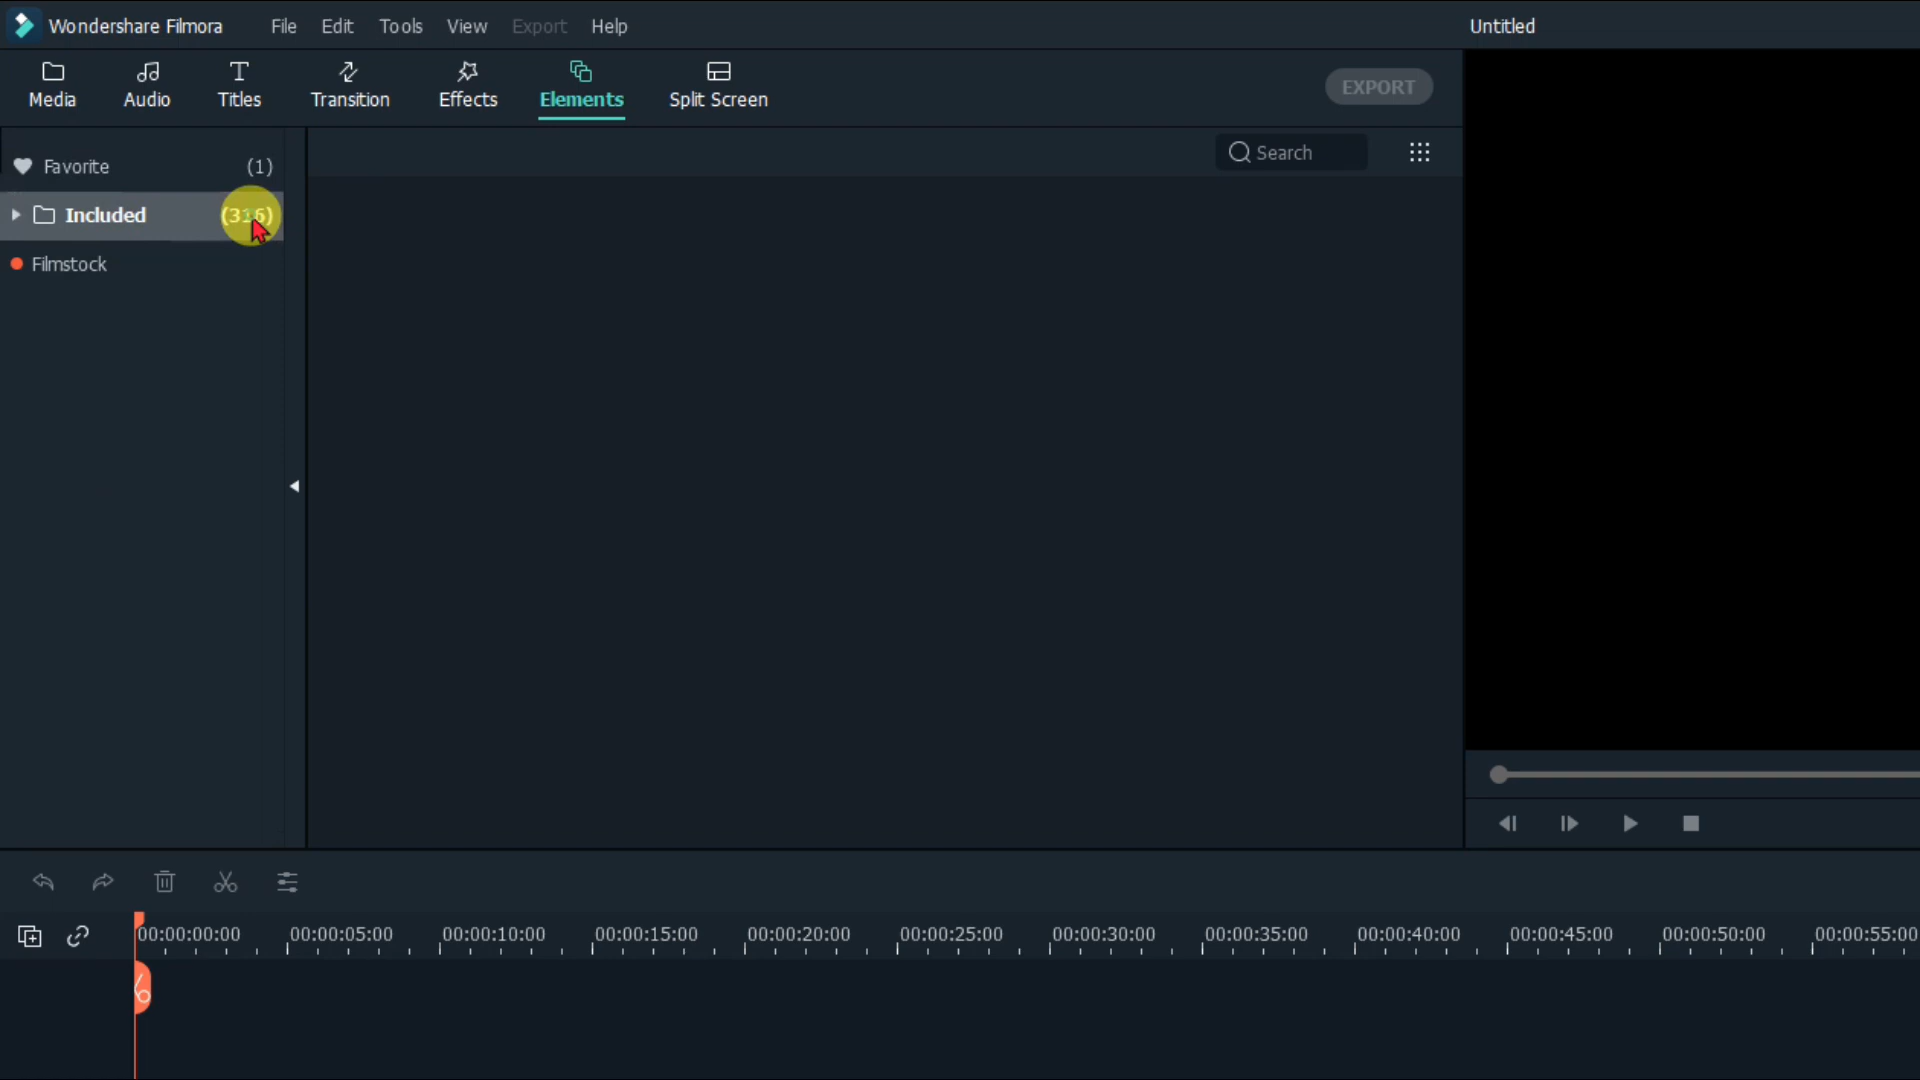 Wondershare Filmora File Edit Tools View Export Help Untitled
Media Audio Titles Transition Effects Elements Split Screen EXPORT
Favorite (1) Search
Included (316)
Filmstock
00:00:00:00 00:00:05:00 00:00:10:00 00:00:15:00 00:00:20:00 00:00:25:00 00:00:30:00 00:00:35:00 00:00:40:00 00:00:45:00 00:00:50:00 00:00:55:00